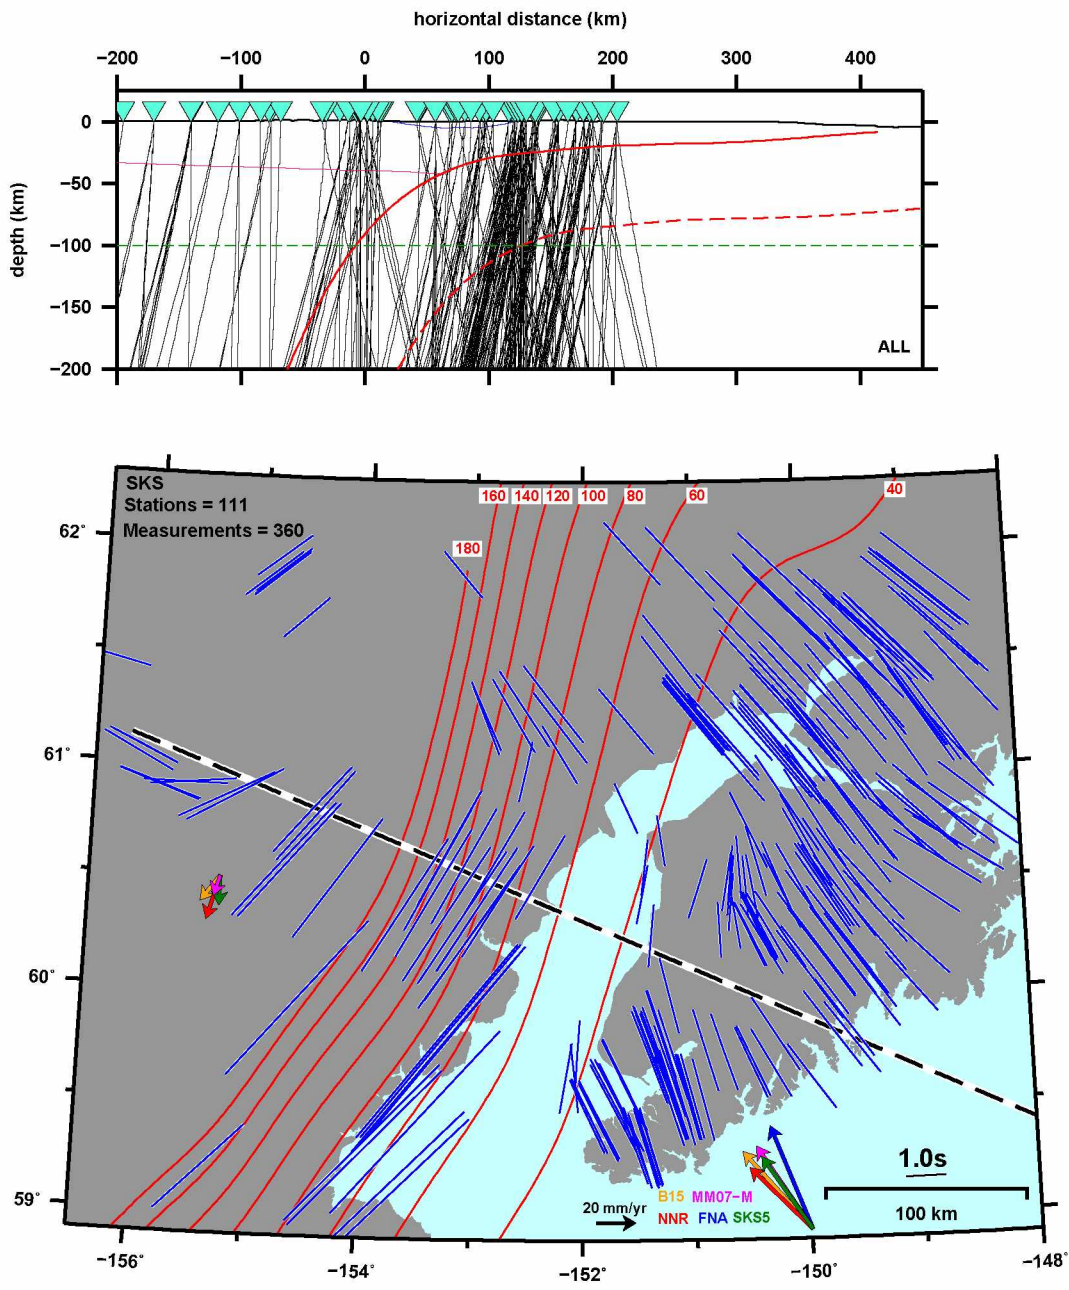 horizontal distance (km)
−200 −100 0 100 200 300 400
0
−50
−100
−150
−200
depth (km)
ALL
SKS
Stations = 111
Measurements = 360
160 140 120 100 80 60 40
180
62°
61°
60°
59°
1.0s
B15 MM07−M
20 mm/yr
NNR FNA SKS5
100 km
−156° −154° −152° −150° −148°